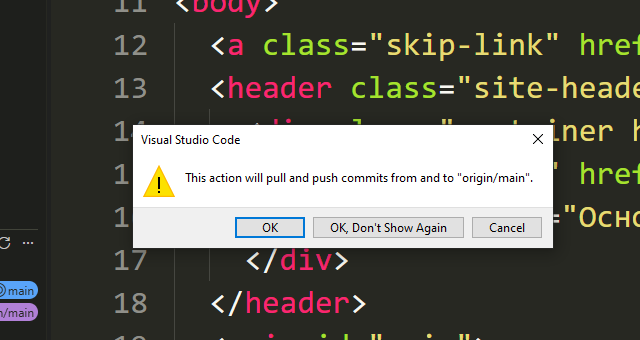 11 <body>
12 <a class="skip-link" href
13 <header class="site-heade
14
Visual Studio Code
This action will pull and push commits from and to "origin/main".
OK
OK, Don't Show Again
Cancel
" href
="Осно
17 </div>
18 </header>
main
n/main